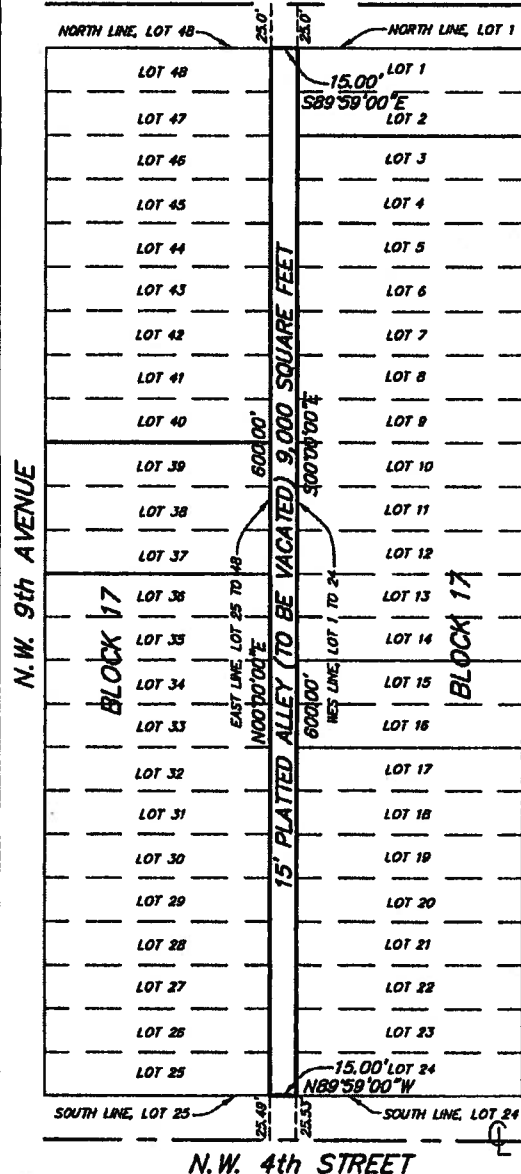 25.0' 25.0'
NORTH LINE, LOT 48
NORTH LINE, LOT 1
15.00'
S89°59'00"E
LOT 48
LOT 47
LOT 46
LOT 45
LOT 44
LOT 43
LOT 42
LOT 41
LOT 40
LOT 39
LOT 38
LOT 37
LOT 36
LOT 35
LOT 34
LOT 33
LOT 32
LOT 31
LOT 30
LOT 29
LOT 28
LOT 27
LOT 26
LOT 25
N.W. 9th AVENUE
BLOCK 17
EAST LINE, LOT 25 TO 48
N00°00'00"E
600.00'
15' PLATTED ALLEY (TO BE VACATED) 9,000 SQUARE FEET
600.00'
S00°00'00"E
WES LINE, LOT 1, TO 24
LOT 1
LOT 2
LOT 3
LOT 4
LOT 5
LOT 6
LOT 7
LOT 8
LOT 9
LOT 10
LOT 11
LOT 12
LOT 13
LOT 14
LOT 15
LOT 16
LOT 17
LOT 18
LOT 19
LOT 20
LOT 21
LOT 22
LOT 23
LOT 24
BLOCK 17
15.00'
N89°59'00"W
SOUTH LINE, LOT 25
SOUTH LINE, LOT 24
25.49' 25.53'
℄
N.W. 4th STREET